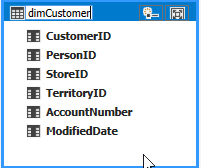 dimCustomer
CustomerID
PersonID
StoreID
TerritoryID
AccountNumber
ModifiedDate